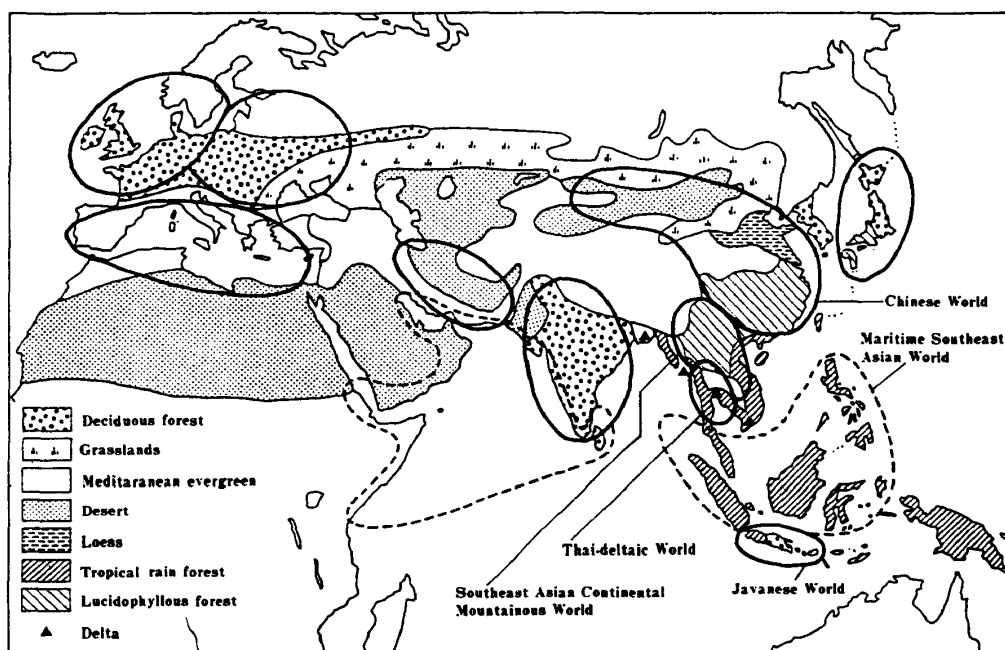 Chinese World
Maritime Southeast
Asian World
Deciduous forest
Grasslands
Meditaranean evergreen
Desert
Loess
Tropical rain forest
Lucidophyllous forest
Delta
Thai-deltaic World
Southeast Asian Continental
Mountainous World
Javanese World